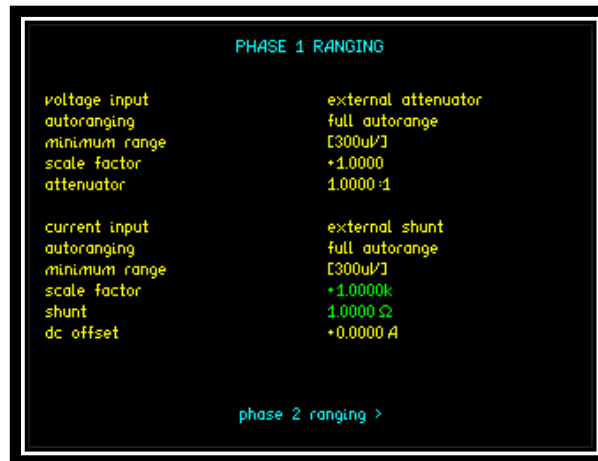 PHASE 1 RANGING
voltage input external attenuator
autoranging full autorange
minimum range [300uV]
scale factor +1.0000
attenuator 1.0000:1
current input external shunt
autoranging full autorange
minimum range [300uV]
scale factor +1.0000k
shunt 1.0000 Ω
dc offset +0.0000 A
phase 2 ranging >